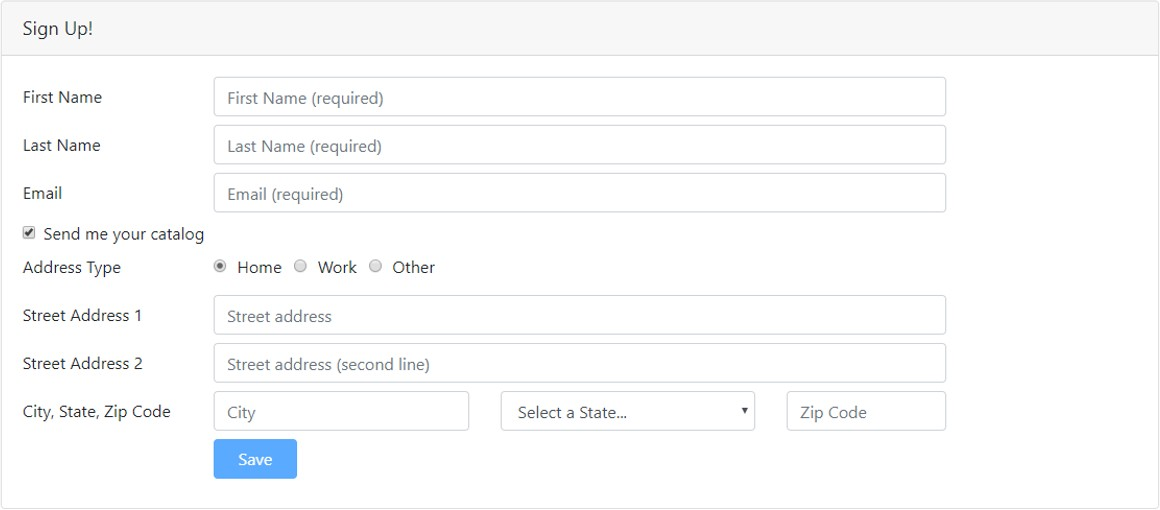 Sign Up!
First Name First Name (required)
Last Name Last Name (required)
Email Email (required)
Send me your catalog
Address Type Home Work Other
Street Address 1 Street address
Street Address 2 Street address (second line)
City, State, Zip Code City Select a State... Zip Code
Save